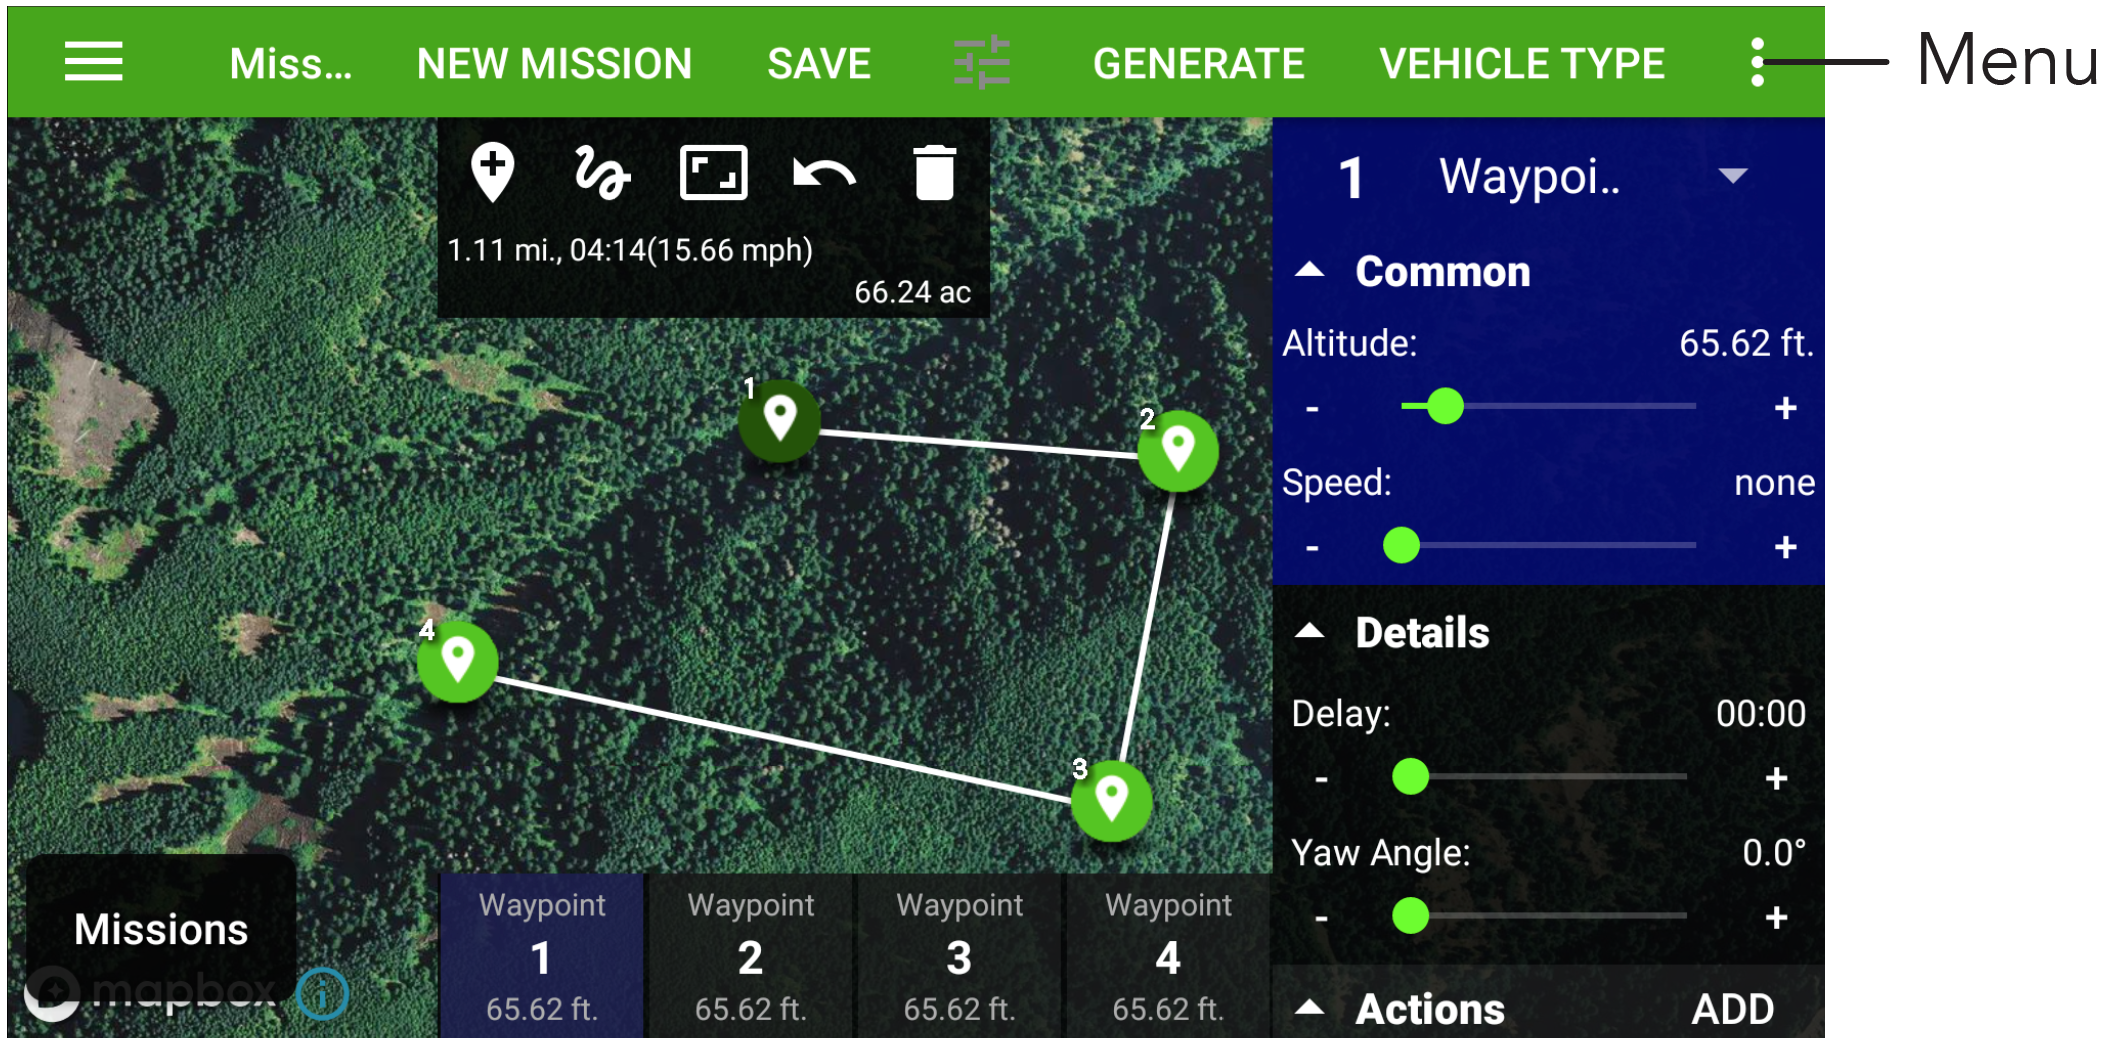 Miss... NEW MISSION SAVE GENERATE VEHICLE TYPE Menu
1.11 mi., 04:14(15.66 mph)
66.24 ac
1 Waypoi..
Common
Altitude: 65.62 ft.
- +
Speed: none
- +
Details
Delay: 00:00
- +
Yaw Angle: 0.0°
- +
Actions ADD
1
2
3
4
Missions
mapbox
Waypoint
1
65.62 ft.
Waypoint
2
65.62 ft.
Waypoint
3
65.62 ft.
Waypoint
4
65.62 ft.